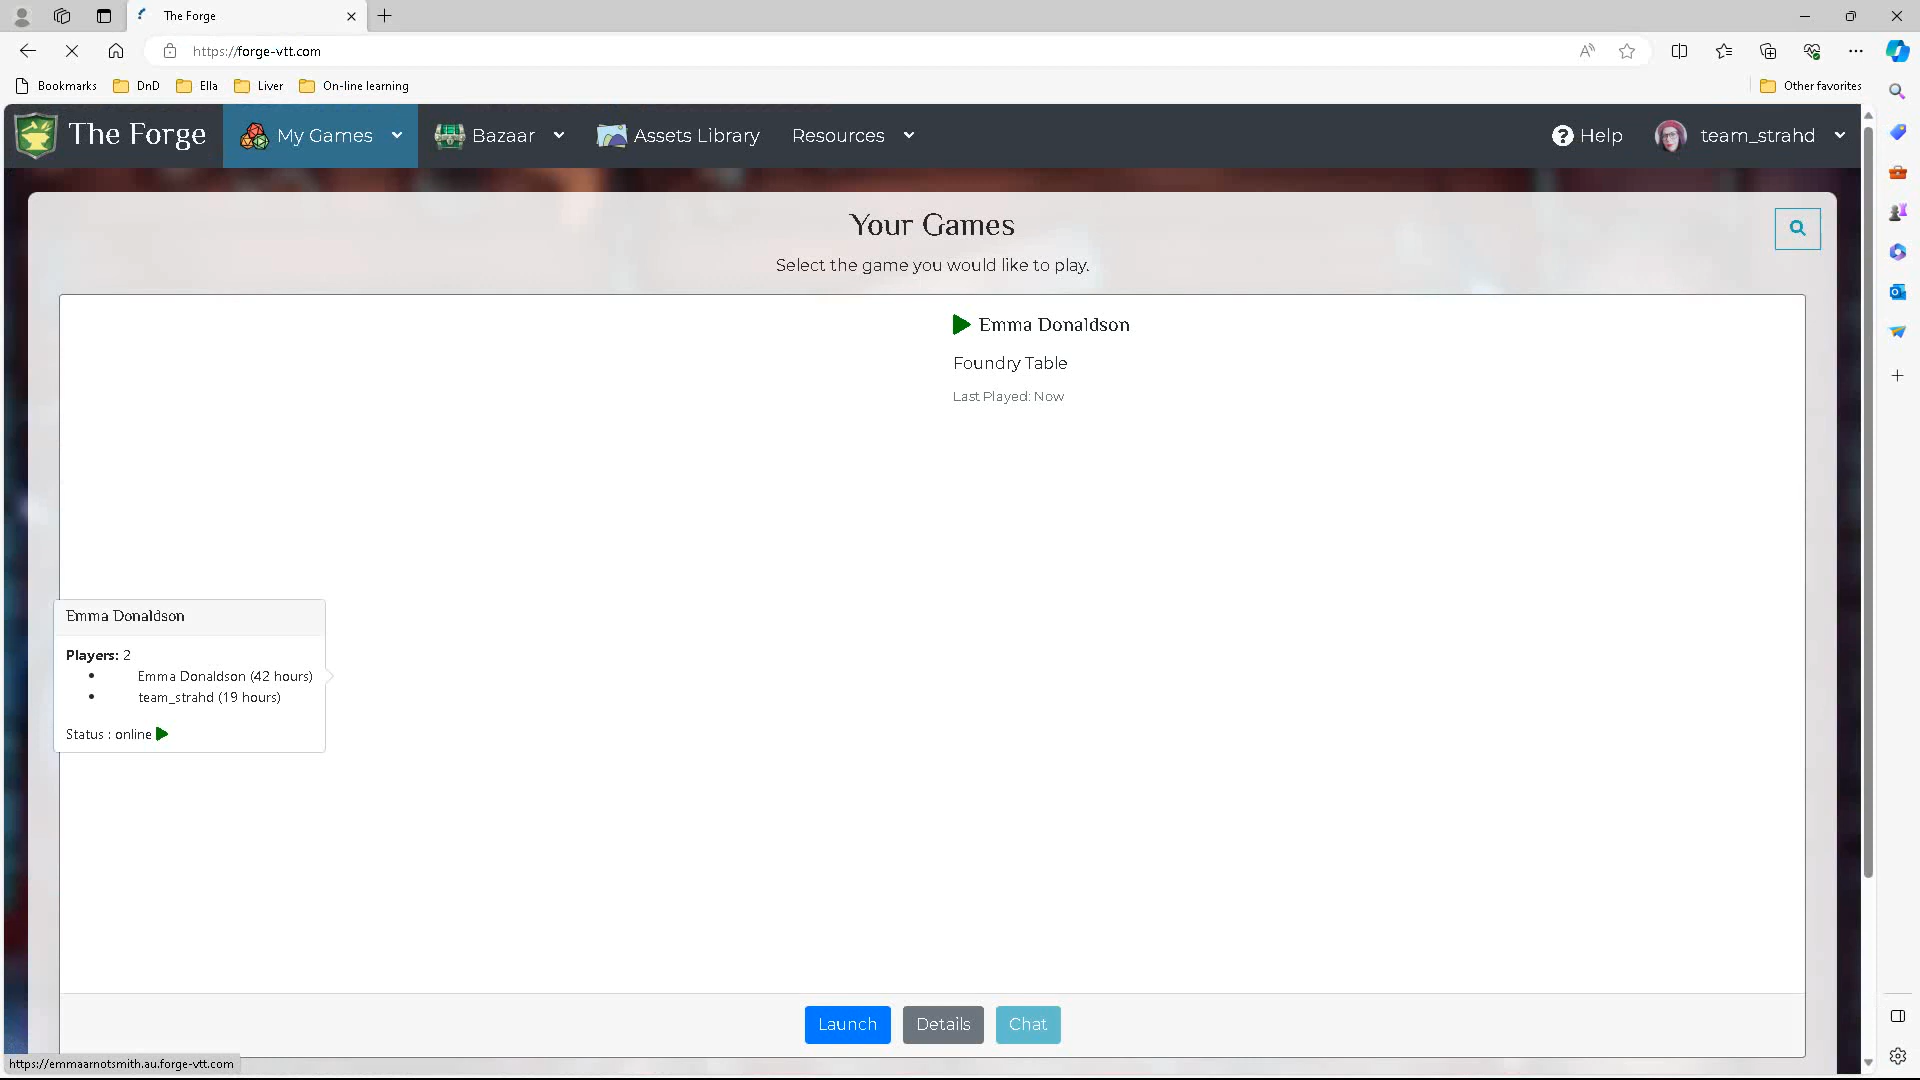 The Forge
https://forge-vtt.com
Bookmarks
DnD
Ella
Liver
On-line learning
Other favorites
The Forge
My Games
Bazaar
Assets Library
Resources
Help
team_strahd
Your Games
Select the game you would like to play.
Emma Donaldson
Foundry Table
Last Played: Now
Emma Donaldson
Players: 2
• Emma Donaldson (42 hours)
• team_strahd (19 hours)
Status : online
Launch
Details
Chat
https://emmaarnotsmith.au.forge-vtt.com